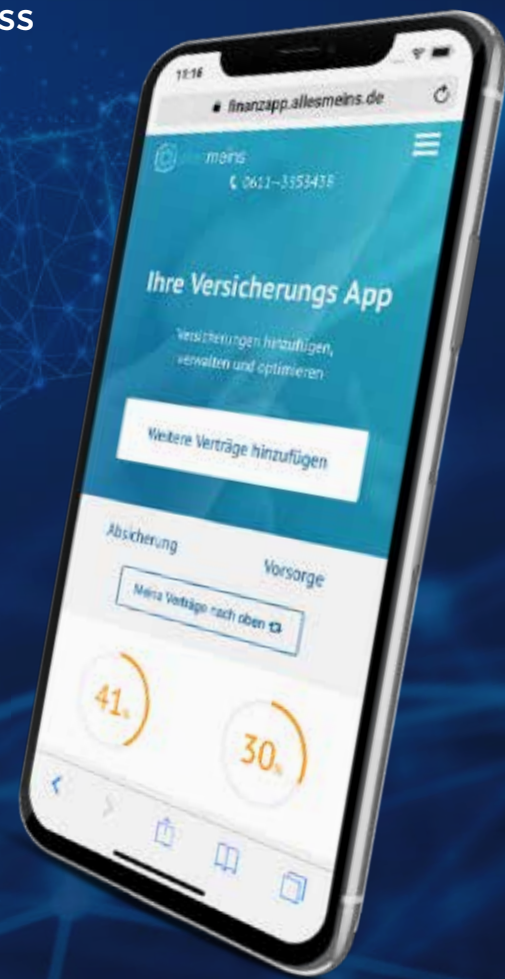 ss
11:16
finanzapp.allesmeins.de
meins
0611-3353438
Ihre Versicherungs App
Versicherungen hinzufügen,
verwalten und optimieren
Weitere Verträge hinzufügen
Absicherung
Vorsorge
Meine Verträge nach oben
41%
30%